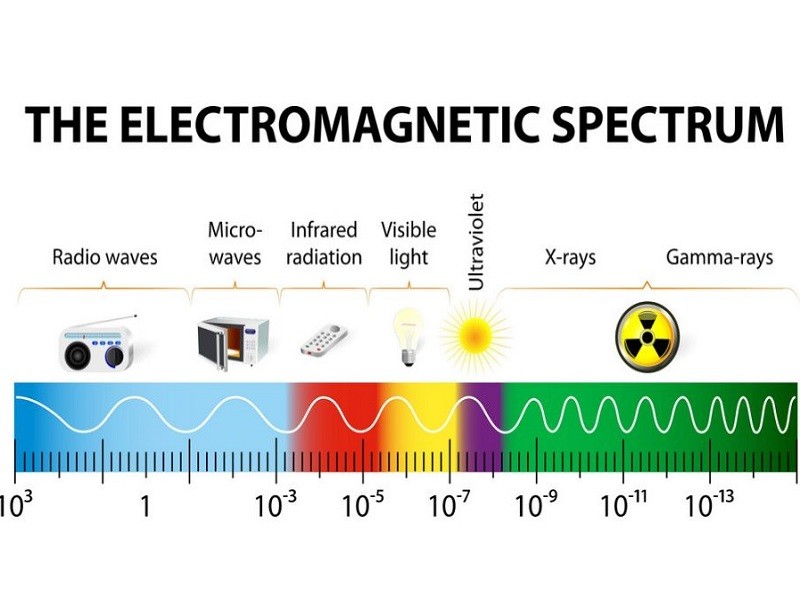 THE ELECTROMAGNETIC SPECTRUM
Radio waves
Micro-
waves
Infrared
radiation
Visible
light
Ultraviolet
X-rays
Gamma-rays
10³ 1 10⁻³ 10⁻⁵ 10⁻⁷ 10⁻⁹ 10⁻¹¹ 10⁻¹³